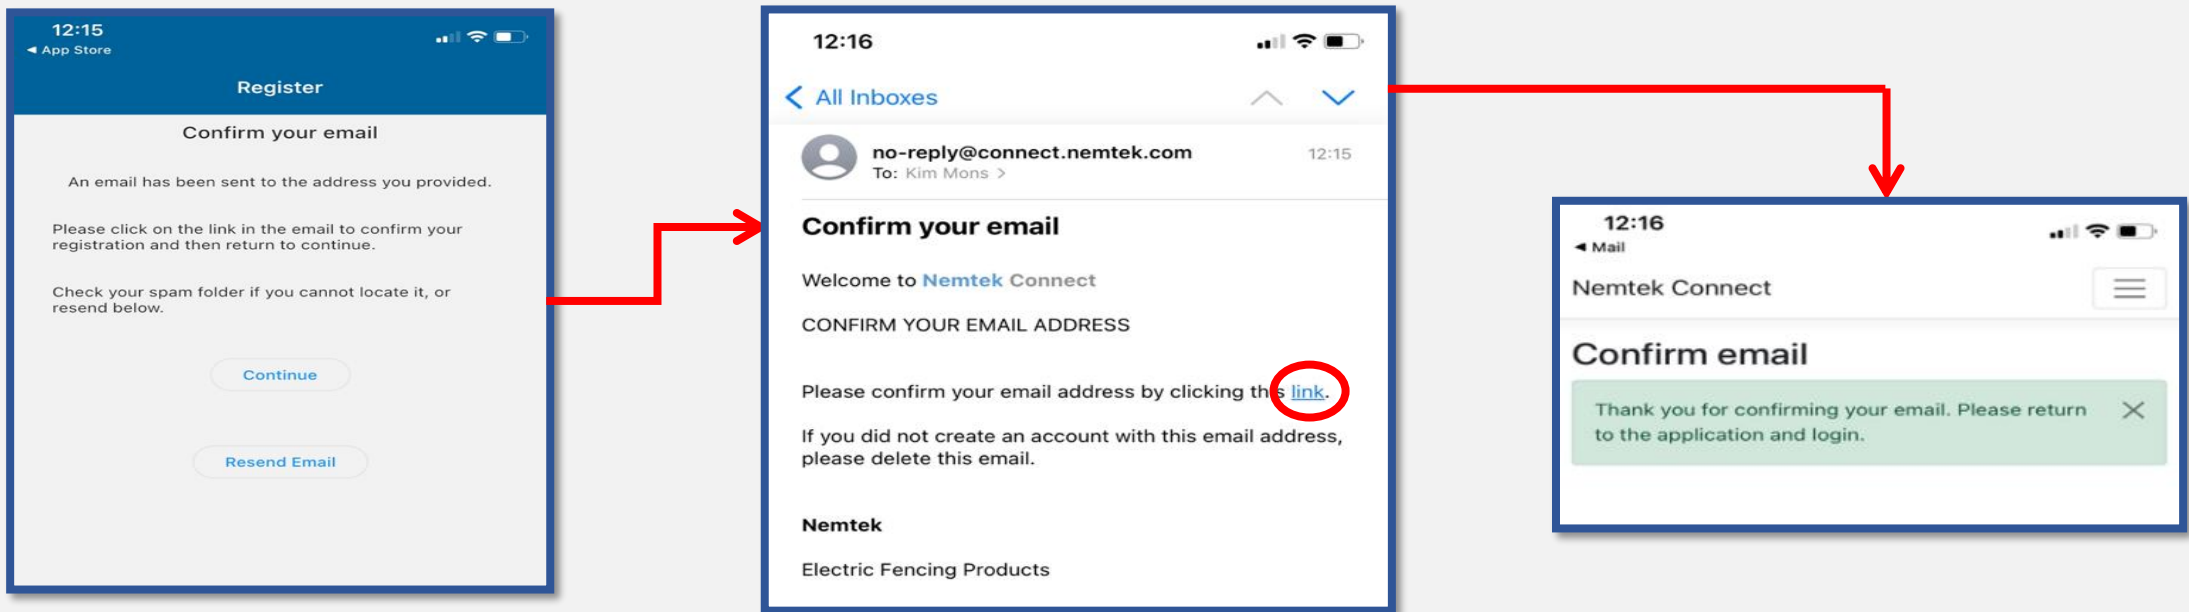 12:15
◄ App Store
Register
Confirm your email
An email has been sent to the address you provided.
Please click on the link in the email to confirm your
registration and then return to continue.
Check your spam folder if you cannot locate it, or
resend below.
Continue
Resend Email
12:16
All Inboxes
no-reply@connect.nemtek.com
12:15
To: Kim Mons >
Confirm your email
Welcome to Nemtek Connect
CONFIRM YOUR EMAIL ADDRESS
Please confirm your email address by clicking this link.
If you did not create an account with this email address,
please delete this email.
Nemtek
Electric Fencing Products
12:16
◄ Mail
Nemtek Connect
Confirm email
Thank you for confirming your email. Please return
to the application and login.